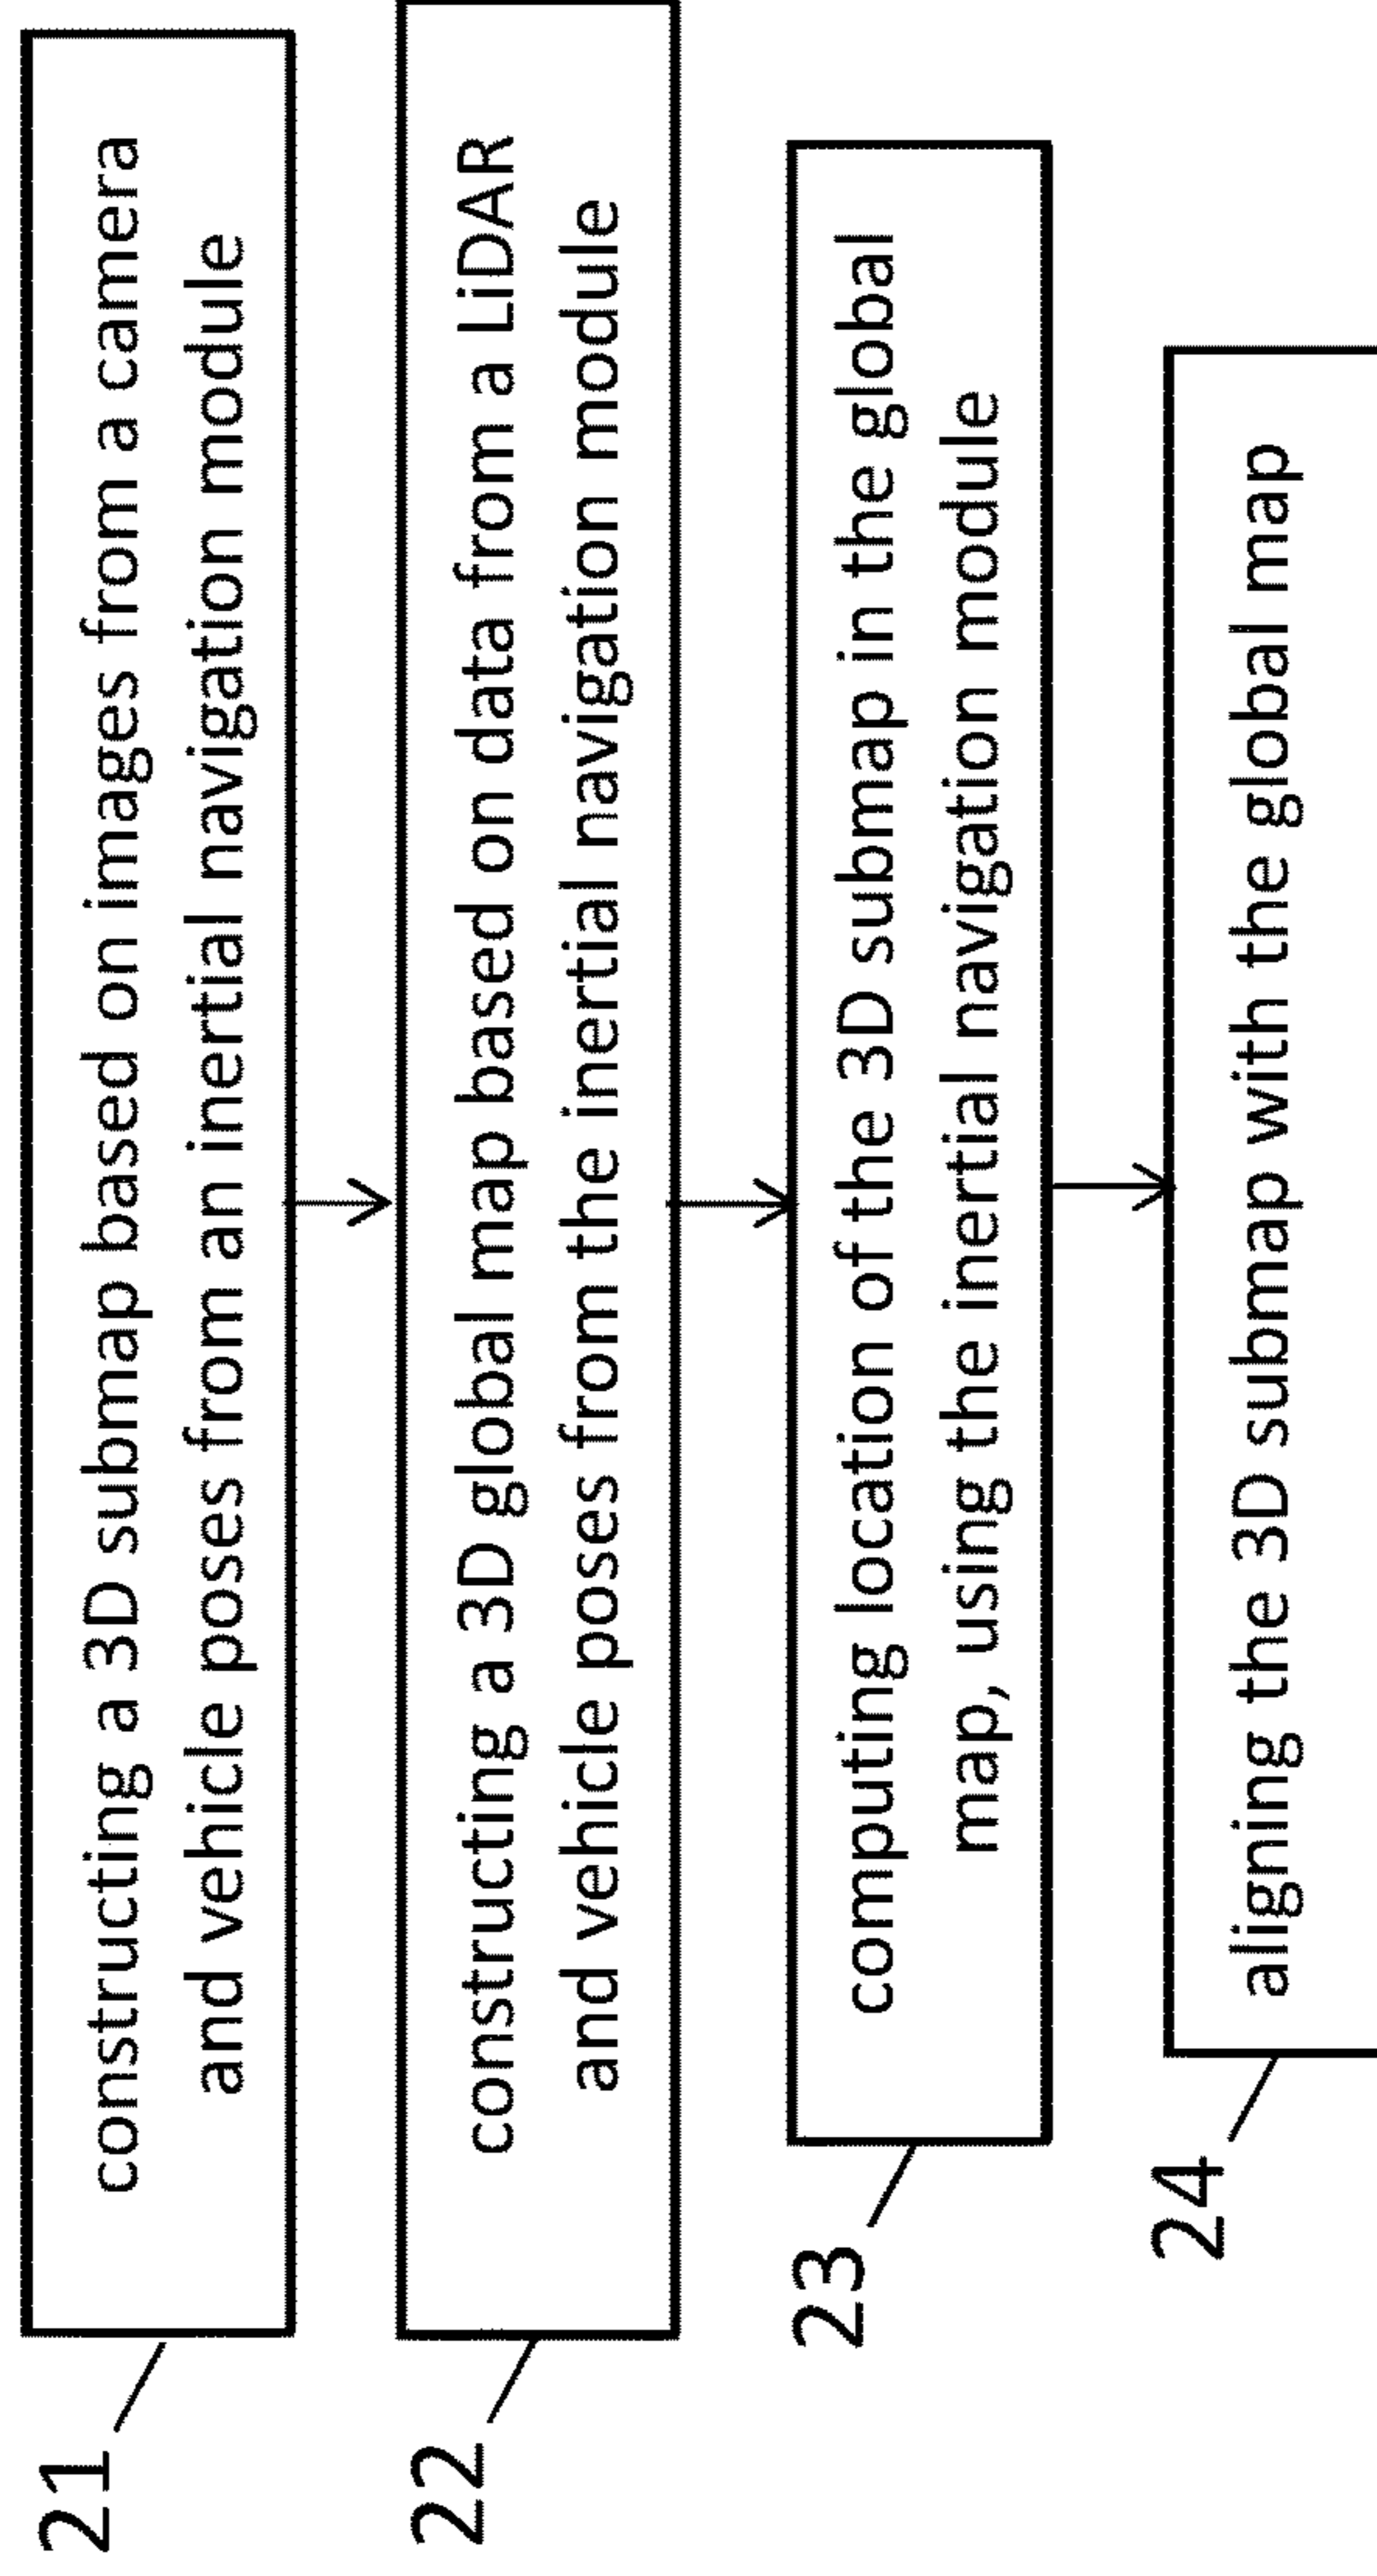 21
constructing a 3D submap based on images from a camera
and vehicle poses from an inertial navigation module
22
constructing a 3D global map based on data from a LiDAR
and vehicle poses from the inertial navigation module
23
computing location of the 3D submap in the global
map, using the inertial navigation module
24
aligning the 3D submap with the global map